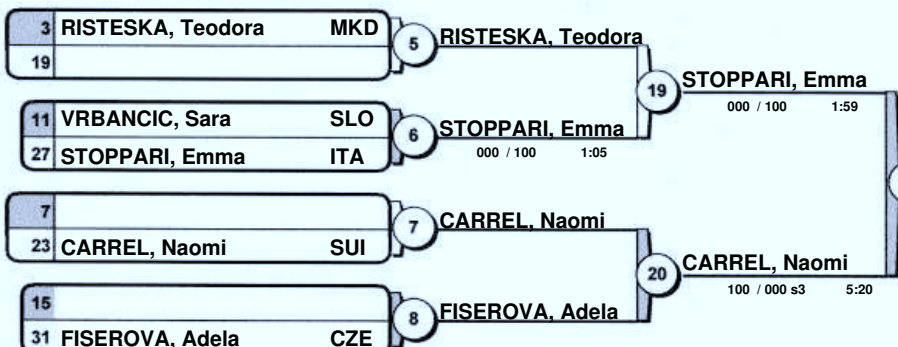 3 RISTESKA, Teodora MKD
19
5
RISTESKA, Teodora
11 VRBANCIC, Sara SLO
27 STOPPARI, Emma ITA
6
STOPPARI, Emma
000 / 100 1:05
19
STOPPARI, Emma
000 / 100 1:59
7
23 CARREL, Naomi SUI
7
CARREL, Naomi
15
31 FISEROVA, Adela CZE
8
FISEROVA, Adela
20
CARREL, Naomi
100 / 000 s3 5:20